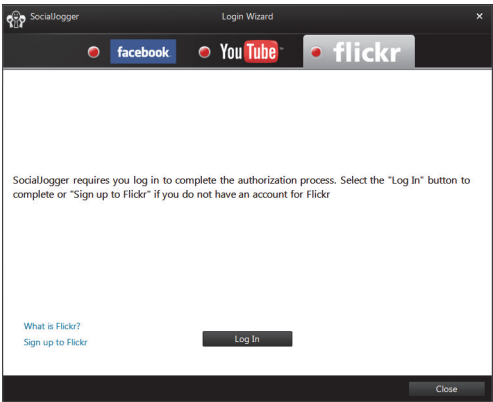 SocialJogger
Login Wizard
facebook
YouTube
flickr
SocialJogger requires you log in to complete the authorization process. Select the "Log In" button to
complete or "Sign up to Flickr" if you do not have an account for Flickr
What is Flickr?
Sign up to Flickr
Log In
Close